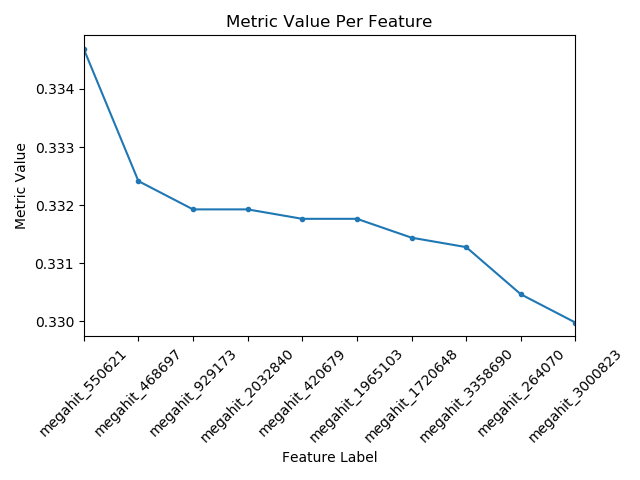 Metric Value Per Feature
0.334
0.333
0.332
0.331
0.330
Metric Value
megahit_550621
megahit_468697
megahit_929173
megahit_2032840
megahit_420679
megahit_1965103
megahit_1720648
megahit_3358690
megahit_264070
megahit_3000823
Feature Label